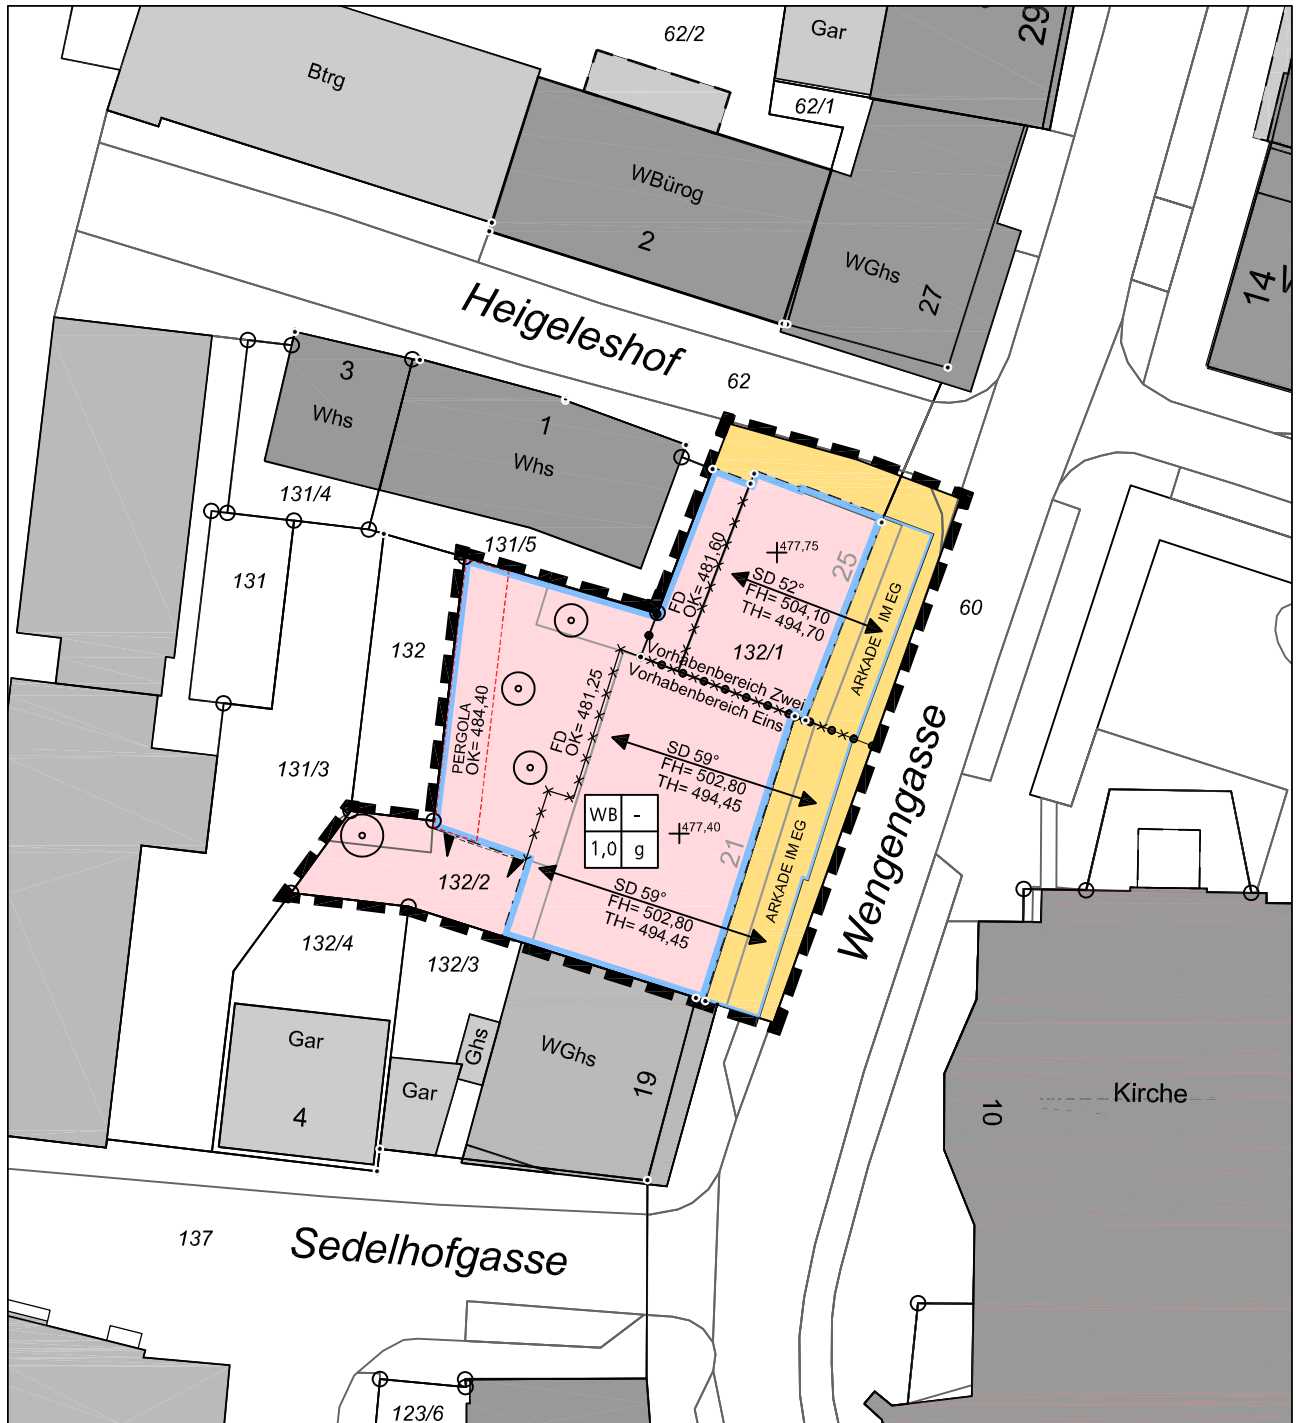 62/2
Gar
29
Btrg
62/1
WBürog
2
WGhs
27
14
Heigeleshof
62
3
Whs
1
Whs
131/4
131/5
131
132
131/3
FD
OK= 481,60
477,75
25
SD 52°
FH= 504,10
TH= 494,70
132/1
ARKADE IM EG
60
Vorhabenbereich Zwei
Vorhabenbereich Eins
PERGOLA
OK= 484,40
FD
OK= 481,25
SD 59°
FH= 502,80
TH= 494,45
WB -
1,0 g
477,40
21
ARKADE IM EG
Wengengasse
132/2
SD 59°
FH= 502,80
TH= 494,45
132/4
132/3
Gar
4
Gar
Ghs
WGhs
19
Kirche
10
137
Sedelhofgasse
123/6